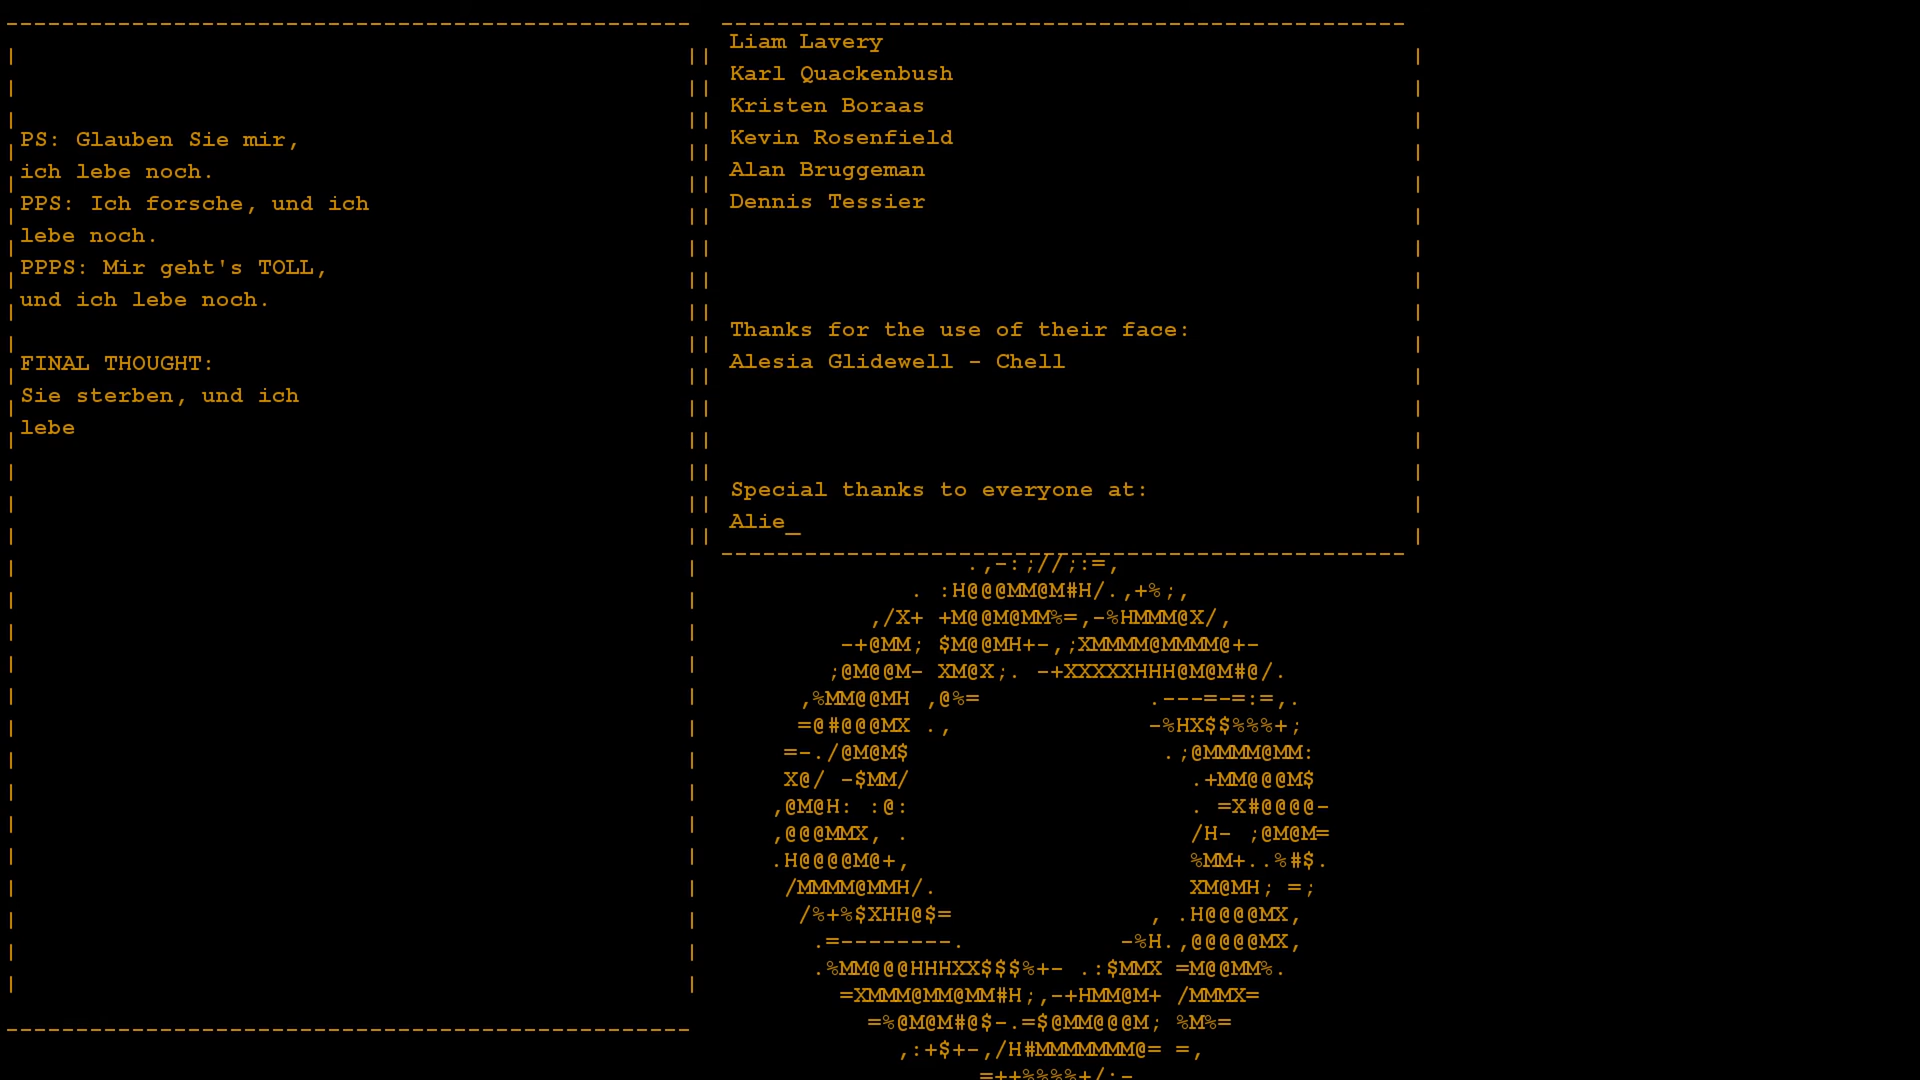 PS: Glauben Sie mir,
ich lebe noch.
PPS: Ich forsche, und ich
lebe noch.
PPPS: Mir geht's TOLL,
und ich lebe noch.
FINAL THOUGHT:
Sie sterben, und ich
lebe
Liam Lavery
Karl Quackenbush
Kristen Boraas
Kevin Rosenfield
Alan Bruggeman
Dennis Tessier
Thanks for the use of their face:
Alesia Glidewell - Chell
Special thanks to everyone at:
Alie_